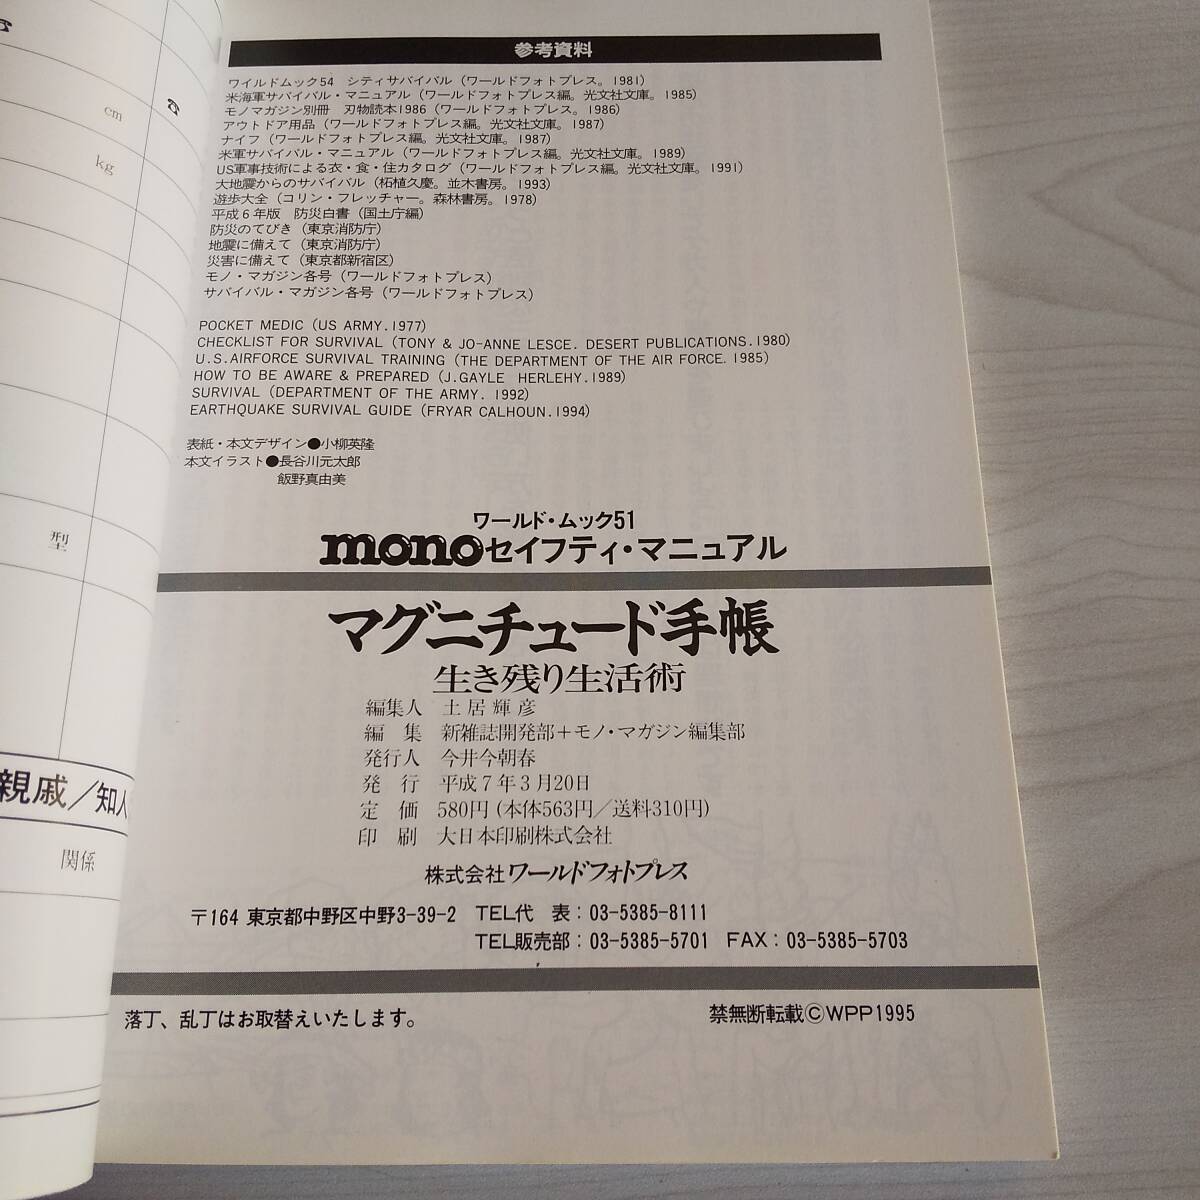 ☎
cm
☎
kg
型
親戚／知人
関係
参考資料
ワイルドムック54　シティサバイバル（ワールドフォトプレス。1981）
米海軍サバイバル・マニュアル（ワールドフォトプレス編。光文社文庫。1985）
モノマガジン別冊　刃物読本1986（ワールドフォトプレス。1986）
アウトドア用品（ワールドフォトプレス編。光文社文庫。1987）
ナイフ（ワールドフォトプレス編。光文社文庫。1987）
米軍サバイバル・マニュアル（ワールドフォトプレス編。光文社文庫。1989）
US軍事技術による衣・食・住カタログ（ワールドフォトプレス編。光文社文庫。1991）
大地震からのサバイバル（柘植久慶。並木書房。1993）
遊歩大全（コリン・フレッチャー。森林書房。1978）
平成6年版　防災白書（国土庁編）
防災のてびき（東京消防庁）
地震に備えて（東京消防庁）
災害に備えて（東京都新宿区）
モノ・マガジン各号（ワールドフォトプレス）
サバイバル・マガジン各号（ワールドフォトプレス）
POCKET MEDIC (US ARMY.1977)
CHECKLIST FOR SURVIVAL (TONY & JO-ANNE LESCE. DESERT PUBLICATIONS.1980)
U.S.AIRFORCE SURVIVAL TRAINING (THE DEPARTMENT OF THE AIR FORCE. 1985)
HOW TO BE AWARE & PREPARED (J.GAYLE HERLEHY.1989)
SURVIVAL (DEPARTMENT OF THE ARMY. 1992)
EARTHQUAKE SURVIVAL GUIDE (FRYAR CALHOUN.1994)
表紙・本文デザイン●小柳英隆
本文イラスト●長谷川元太郎
飯野真由美
ワールド・ムック51
monoセイフティ・マニュアル
マグニチュード手帳
生き残り生活術
編集人　土居輝彦
編　集　新雑誌開発部＋モノ・マガジン編集部
発行人　今井今朝春
発　行　平成7年3月20日
定　価　580円（本体563円／送料310円）
印　刷　大日本印刷株式会社
株式会社ワールドフォトプレス
〒164 東京都中野区中野3-39-2　TEL代　表：03-5385-8111
TEL販売部：03-5385-5701　FAX：03-5385-5703
落丁、乱丁はお取替えいたします。
禁無断転載ⓒWPP1995